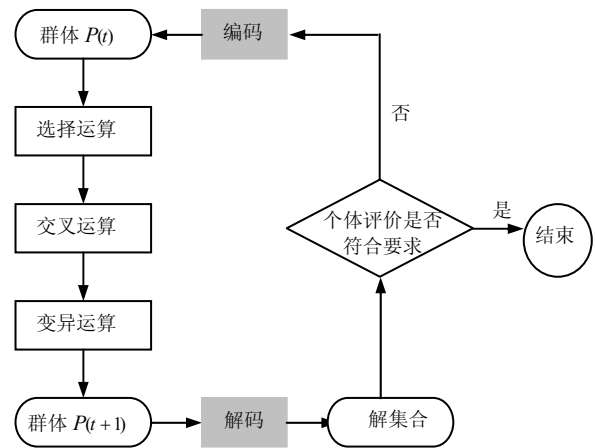 群体 P(t)
编码
选择运算
否
交叉运算
个体评价是否
符合要求
是
结束
变异运算
群体 P(t + 1)
解码
解集合